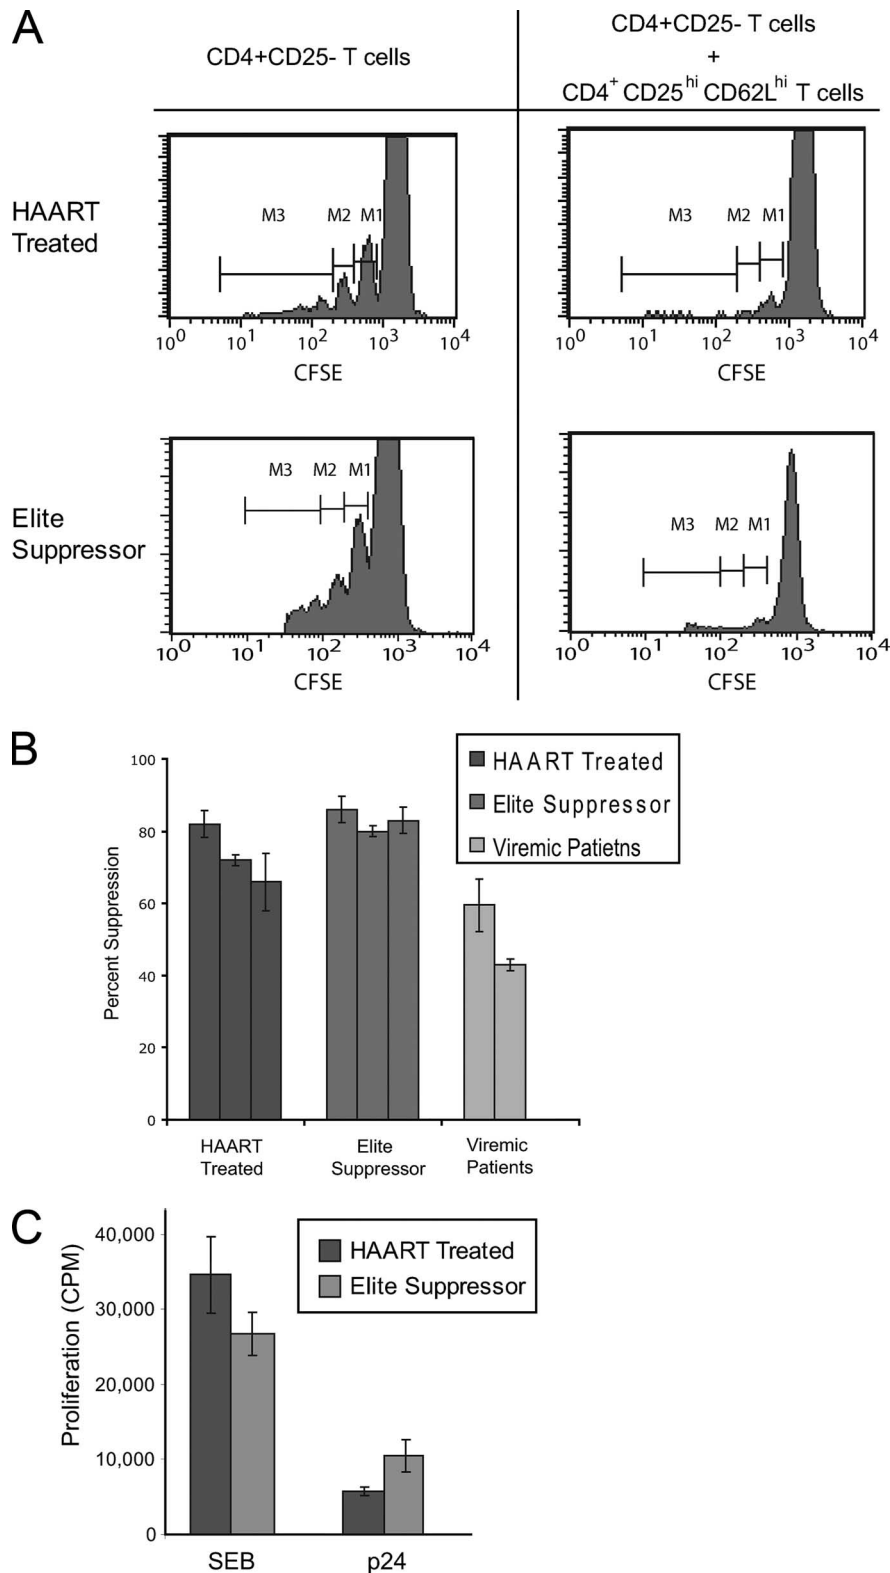 A
CD4+CD25- T cells
CD4+CD25- T cells
+
CD4+ CD25hi CD62Lhi T cells
HAART
Treated
M3 M2 M1
10^0 10^1 10^2 10^3 10^4
CFSE
M3 M2 M1
10^0 10^1 10^2 10^3 10^4
CFSE
Elite
Suppressor
M3 M2 M1
10^0 10^1 10^2 10^3 10^4
CFSE
M3 M2 M1
10^0 10^1 10^2 10^3 10^4
CFSE
B
Percent Suppression
100
80
60
40
20
0
HAART Treated
Elite Suppressor
Viremic Patietns
HAART
Treated
Elite
Suppressor
Viremic
Patients
C
Proliferation (CPM)
40,000
30,000
20,000
10,000
0
HAART Treated
Elite Suppressor
SEB
p24